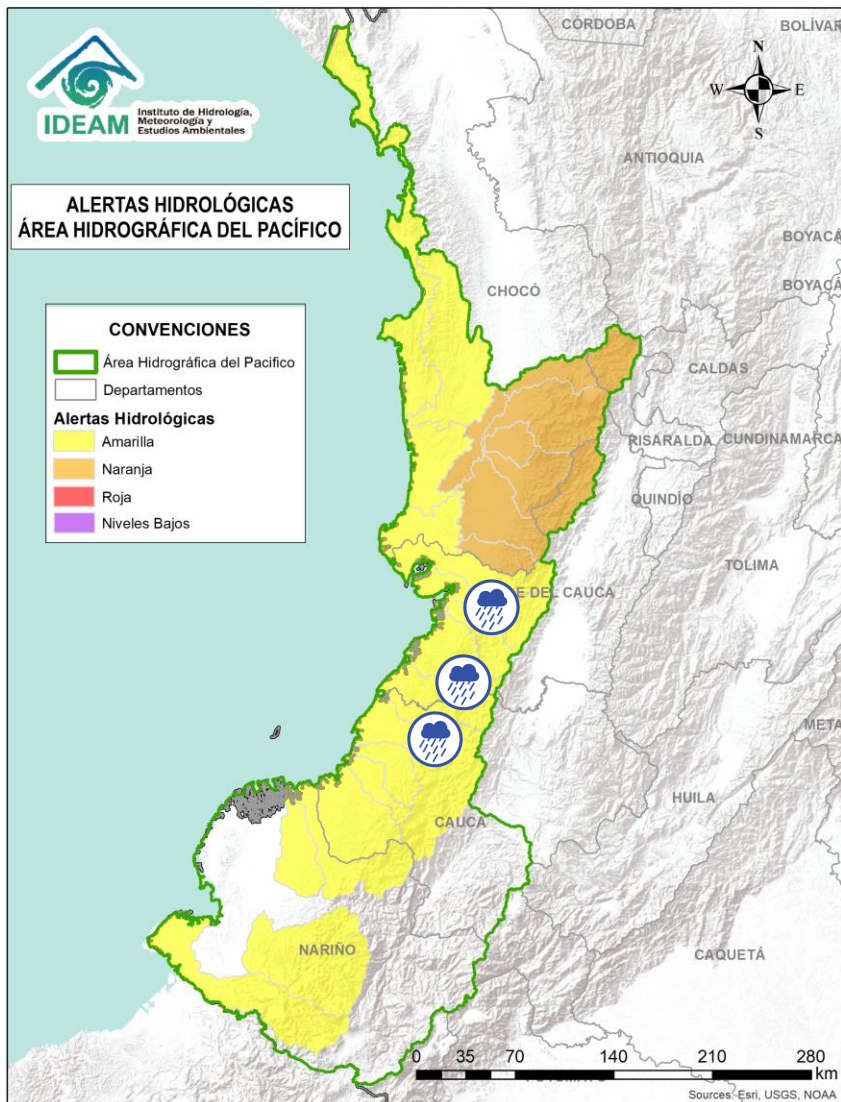 IDEAM
Instituto de Hidrología,
Meteorología y
Estudios Ambientales
ALERTAS HIDROLÓGICAS
ÁREA HIDROGRÁFICA DEL PACÍFICO
CONVENCIONES
Área Hidrográfica del Pacifico
Departamentos
Alertas Hidrológicas
Amarilla
Naranja
Roja
Niveles Bajos
N
W E
S
CÓRDOBA
BOLÍVAR
ANTIOQUIA
BOYACÁ
CHOCÓ
BOYACÁ
CALDAS
RISARALDA
CUNDINAMARCA
QUINDÍO
TOLIMA
E DEL CAUCA
META
HUILA
CAUCA
NARIÑO
CAQUETÁ
0 35 70 140 210 280
km
Sources: Esri, USGS, NOAA